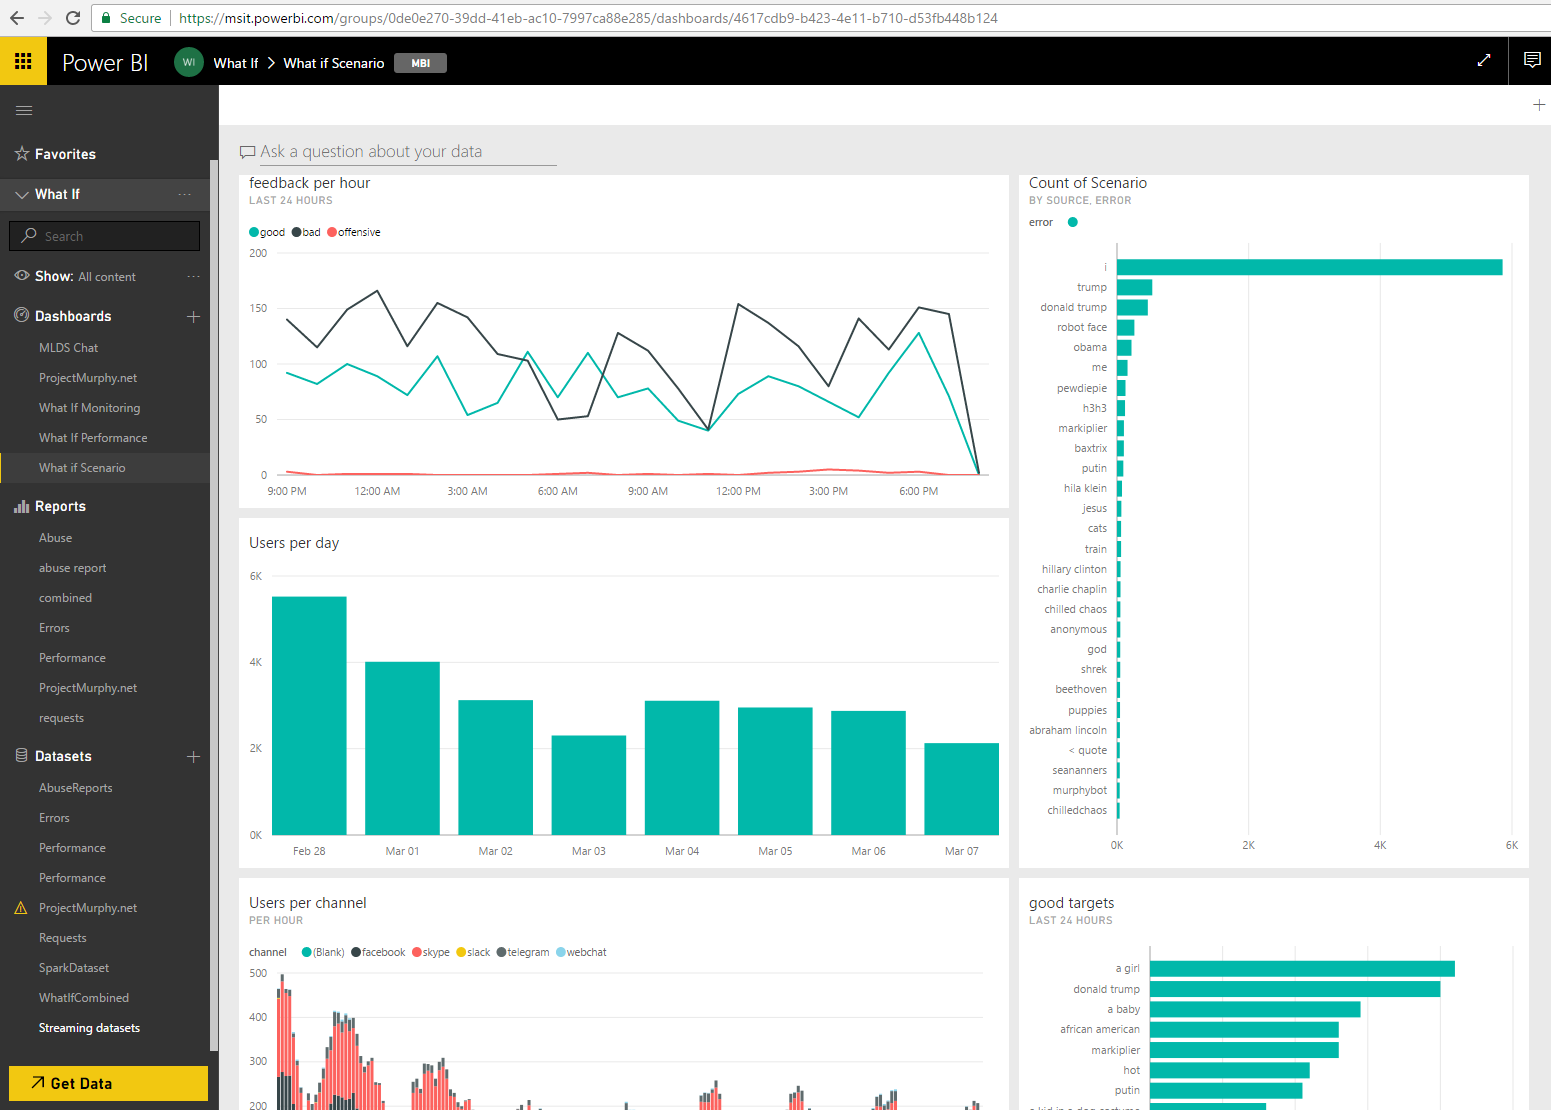 Secure https://msit.powerbi.com/groups/0de0e270-39dd-41eb-ac10-7997ca88e285/dashboards/4617cdb9-b423-4e11-b710-d53fb448b124
Power BI WI What If > What if Scenario MBI
Favorites
What If ...
Search
Show: All content ...
Dashboards
MLDS Chat
ProjectMurphy.net
What If Monitoring
What If Performance
What if Scenario
Reports
Abuse
abuse report
combined
Errors
Performance
ProjectMurphy.net
requests
Datasets
AbuseReports
Errors
Performance
Performance
ProjectMurphy.net
Requests
SparkDataset
WhatIfCombined
Streaming datasets
Get Data
Ask a question about your data
feedback per hour
LAST 24 HOURS
good bad offensive
200
150
100
50
0
9:00 PM 12:00 AM 3:00 AM 6:00 AM 9:00 AM 12:00 PM 3:00 PM 6:00 PM
Users per day
6K
4K
2K
0K
Feb 28 Mar 01 Mar 02 Mar 03 Mar 04 Mar 05 Mar 06 Mar 07
Users per channel
PER HOUR
channel (Blank) facebook skype slack telegram webchat
500
400
300
200
Count of Scenario
BY SOURCE, ERROR
error
i
trump
donald trump
robot face
obama
me
pewdiepie
h3h3
markiplier
baxtrix
putin
hila klein
jesus
cats
train
hillary clinton
charlie chaplin
chilled chaos
anonymous
god
shrek
beethoven
puppies
abraham lincoln
< quote
seananners
murphybot
chilledchaos
0K 2K 4K 6K
good targets
LAST 24 HOURS
a girl
donald trump
a baby
african american
markiplier
hot
putin